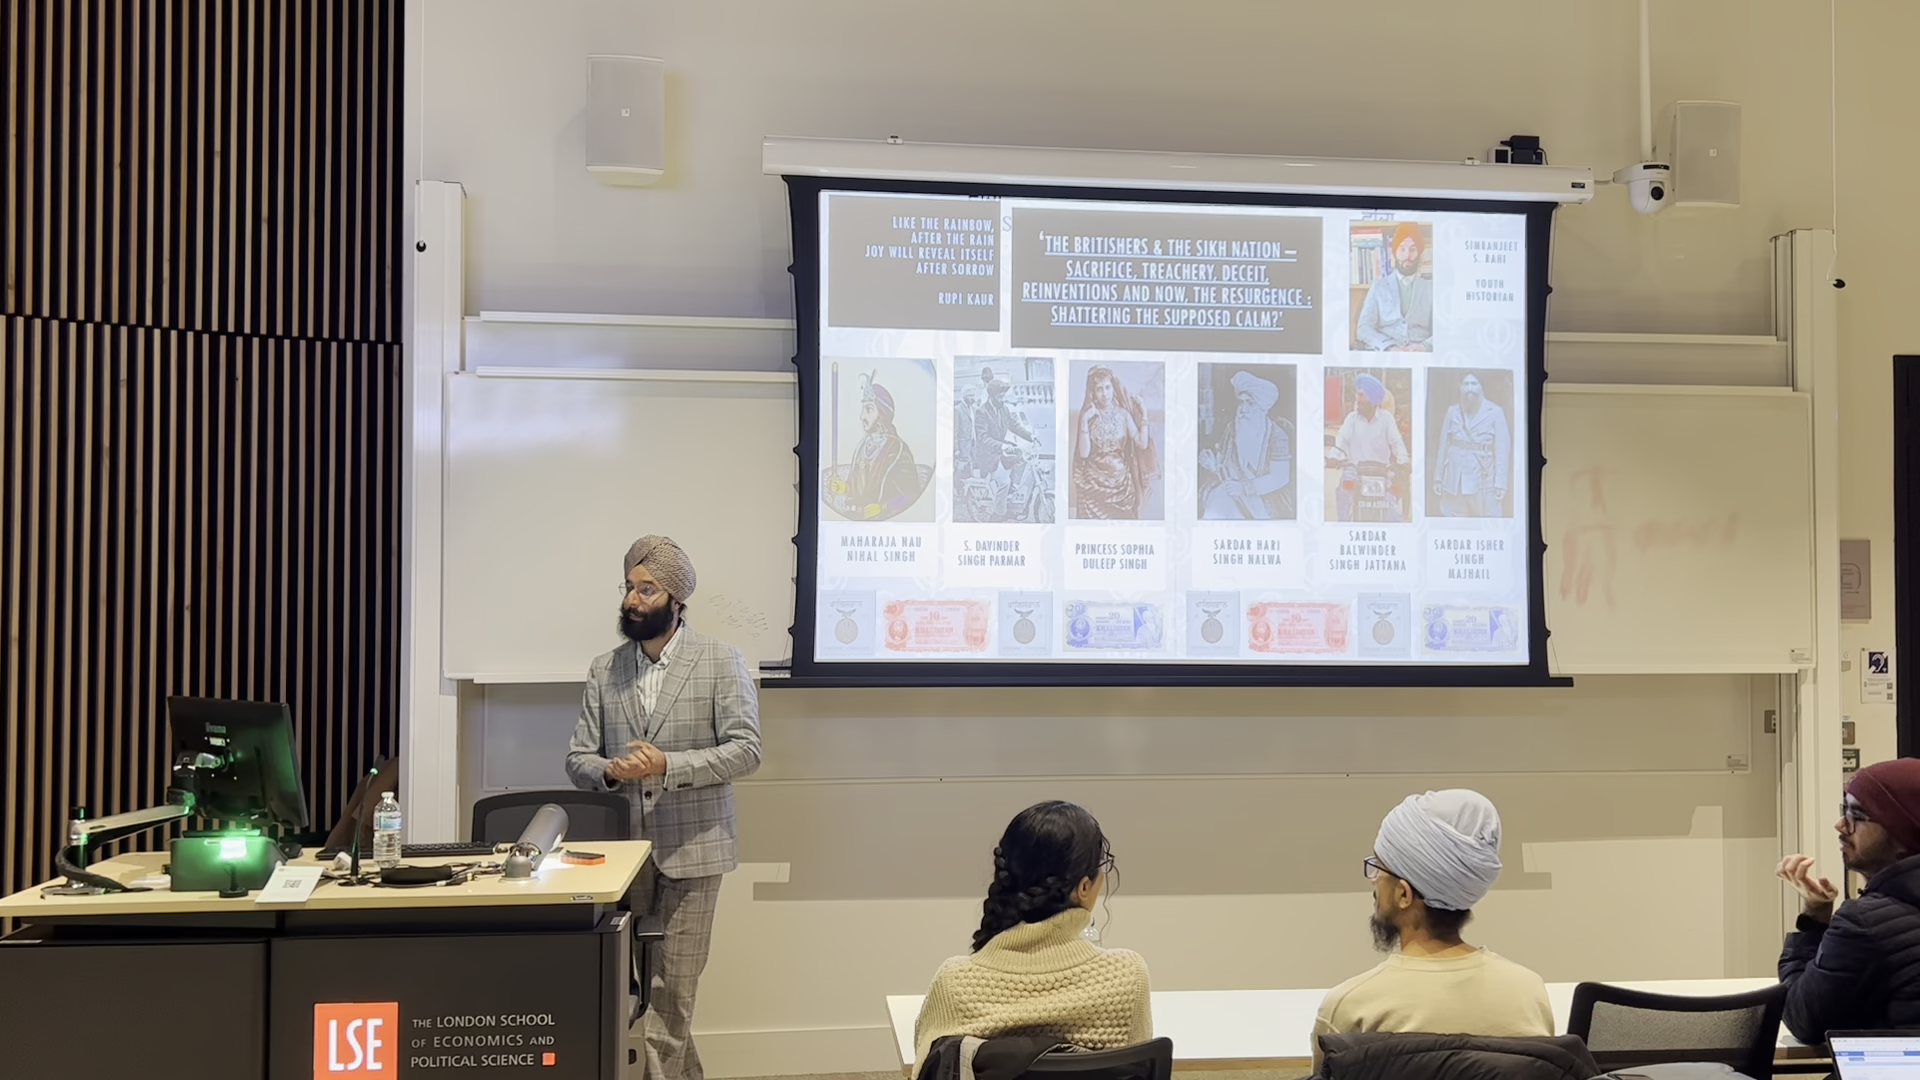 LIKE THE RAINBOW,
AFTER THE RAIN
JOY WILL REVEAL ITSELF
AFTER SORROW
RUPI KAUR
‘THE BRITISHERS & THE SIKH NATION –
SACRIFICE, TREACHERY, DECEIT,
REINVENTIONS AND NOW, THE RESURGENCE :
SHATTERING THE SUPPOSED CALM?’
SIMRANJEET
S. RAHI
YOUTH
HISTORIAN
MAHARAJA NAU
NIHAL SINGH
S. DAVINDER
SINGH PARMAR
PRINCESS SOPHIA
DULEEP SINGH
SARDAR HARI
SINGH NALWA
SARDAR
BALWINDER
SINGH JATTANA
SARDAR ISHER
SINGH
MAJHAIL
iiyama
LSE
THE LONDON SCHOOL
OF ECONOMICS AND
POLITICAL SCIENCE